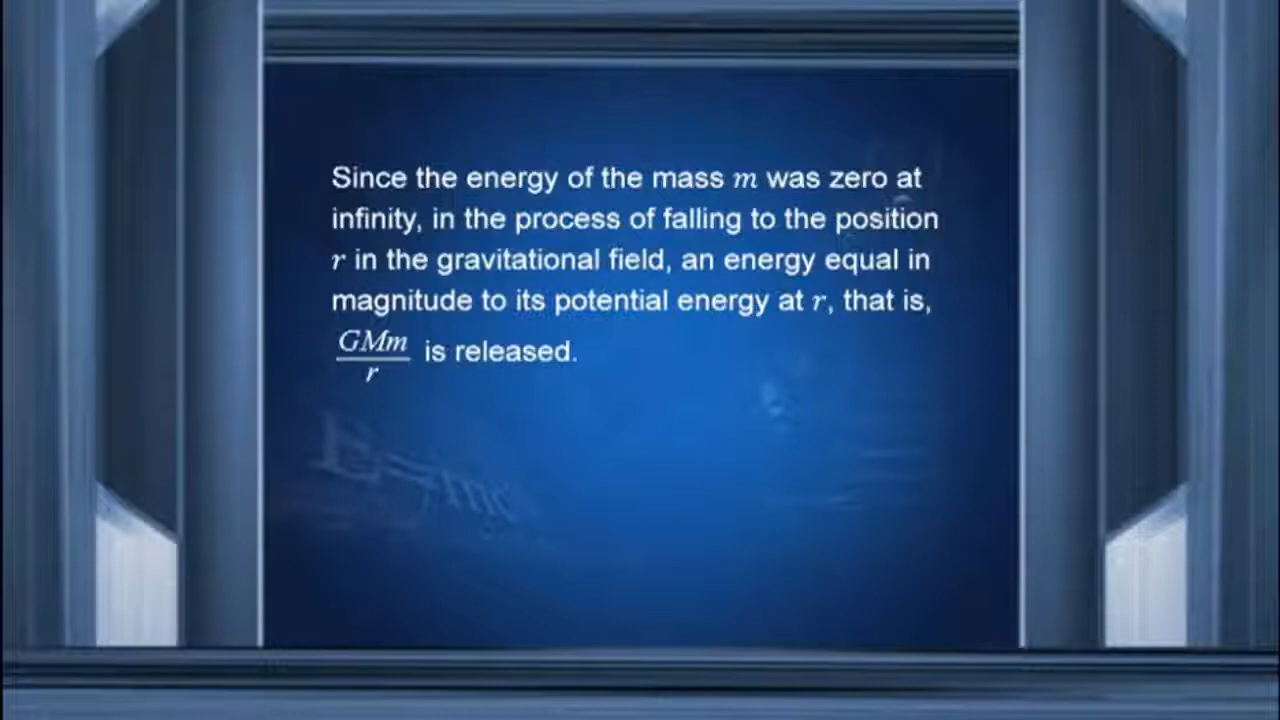 Since the energy of the mass m was zero at
infinity, in the process of falling to the position
r in the gravitational field, an energy equal in
magnitude to its potential energy at r, that is,
GMm/r is released.
E=mc